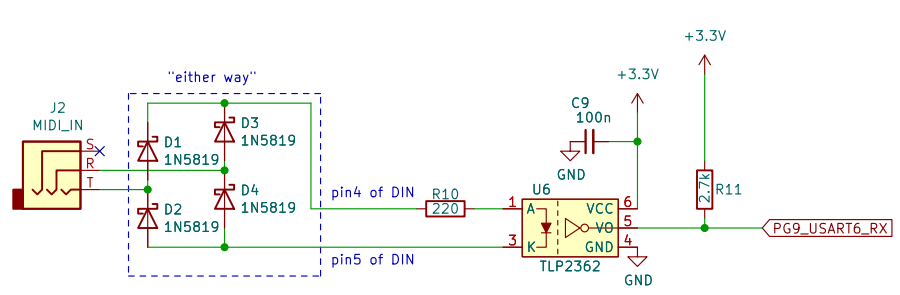 +3.3V
"either way"
+3.3V
J2
MIDI_IN
C9
100n
S
R
T
D1
1N5819
D3
1N5819
GND
D2
1N5819
D4
1N5819
pin4 of DIN
R10
220
U6
2.7k
R11
1
A
VCC
6
VO
5
PG9_USART6_RX
3
K
GND
4
pin5 of DIN
TLP2362
GND